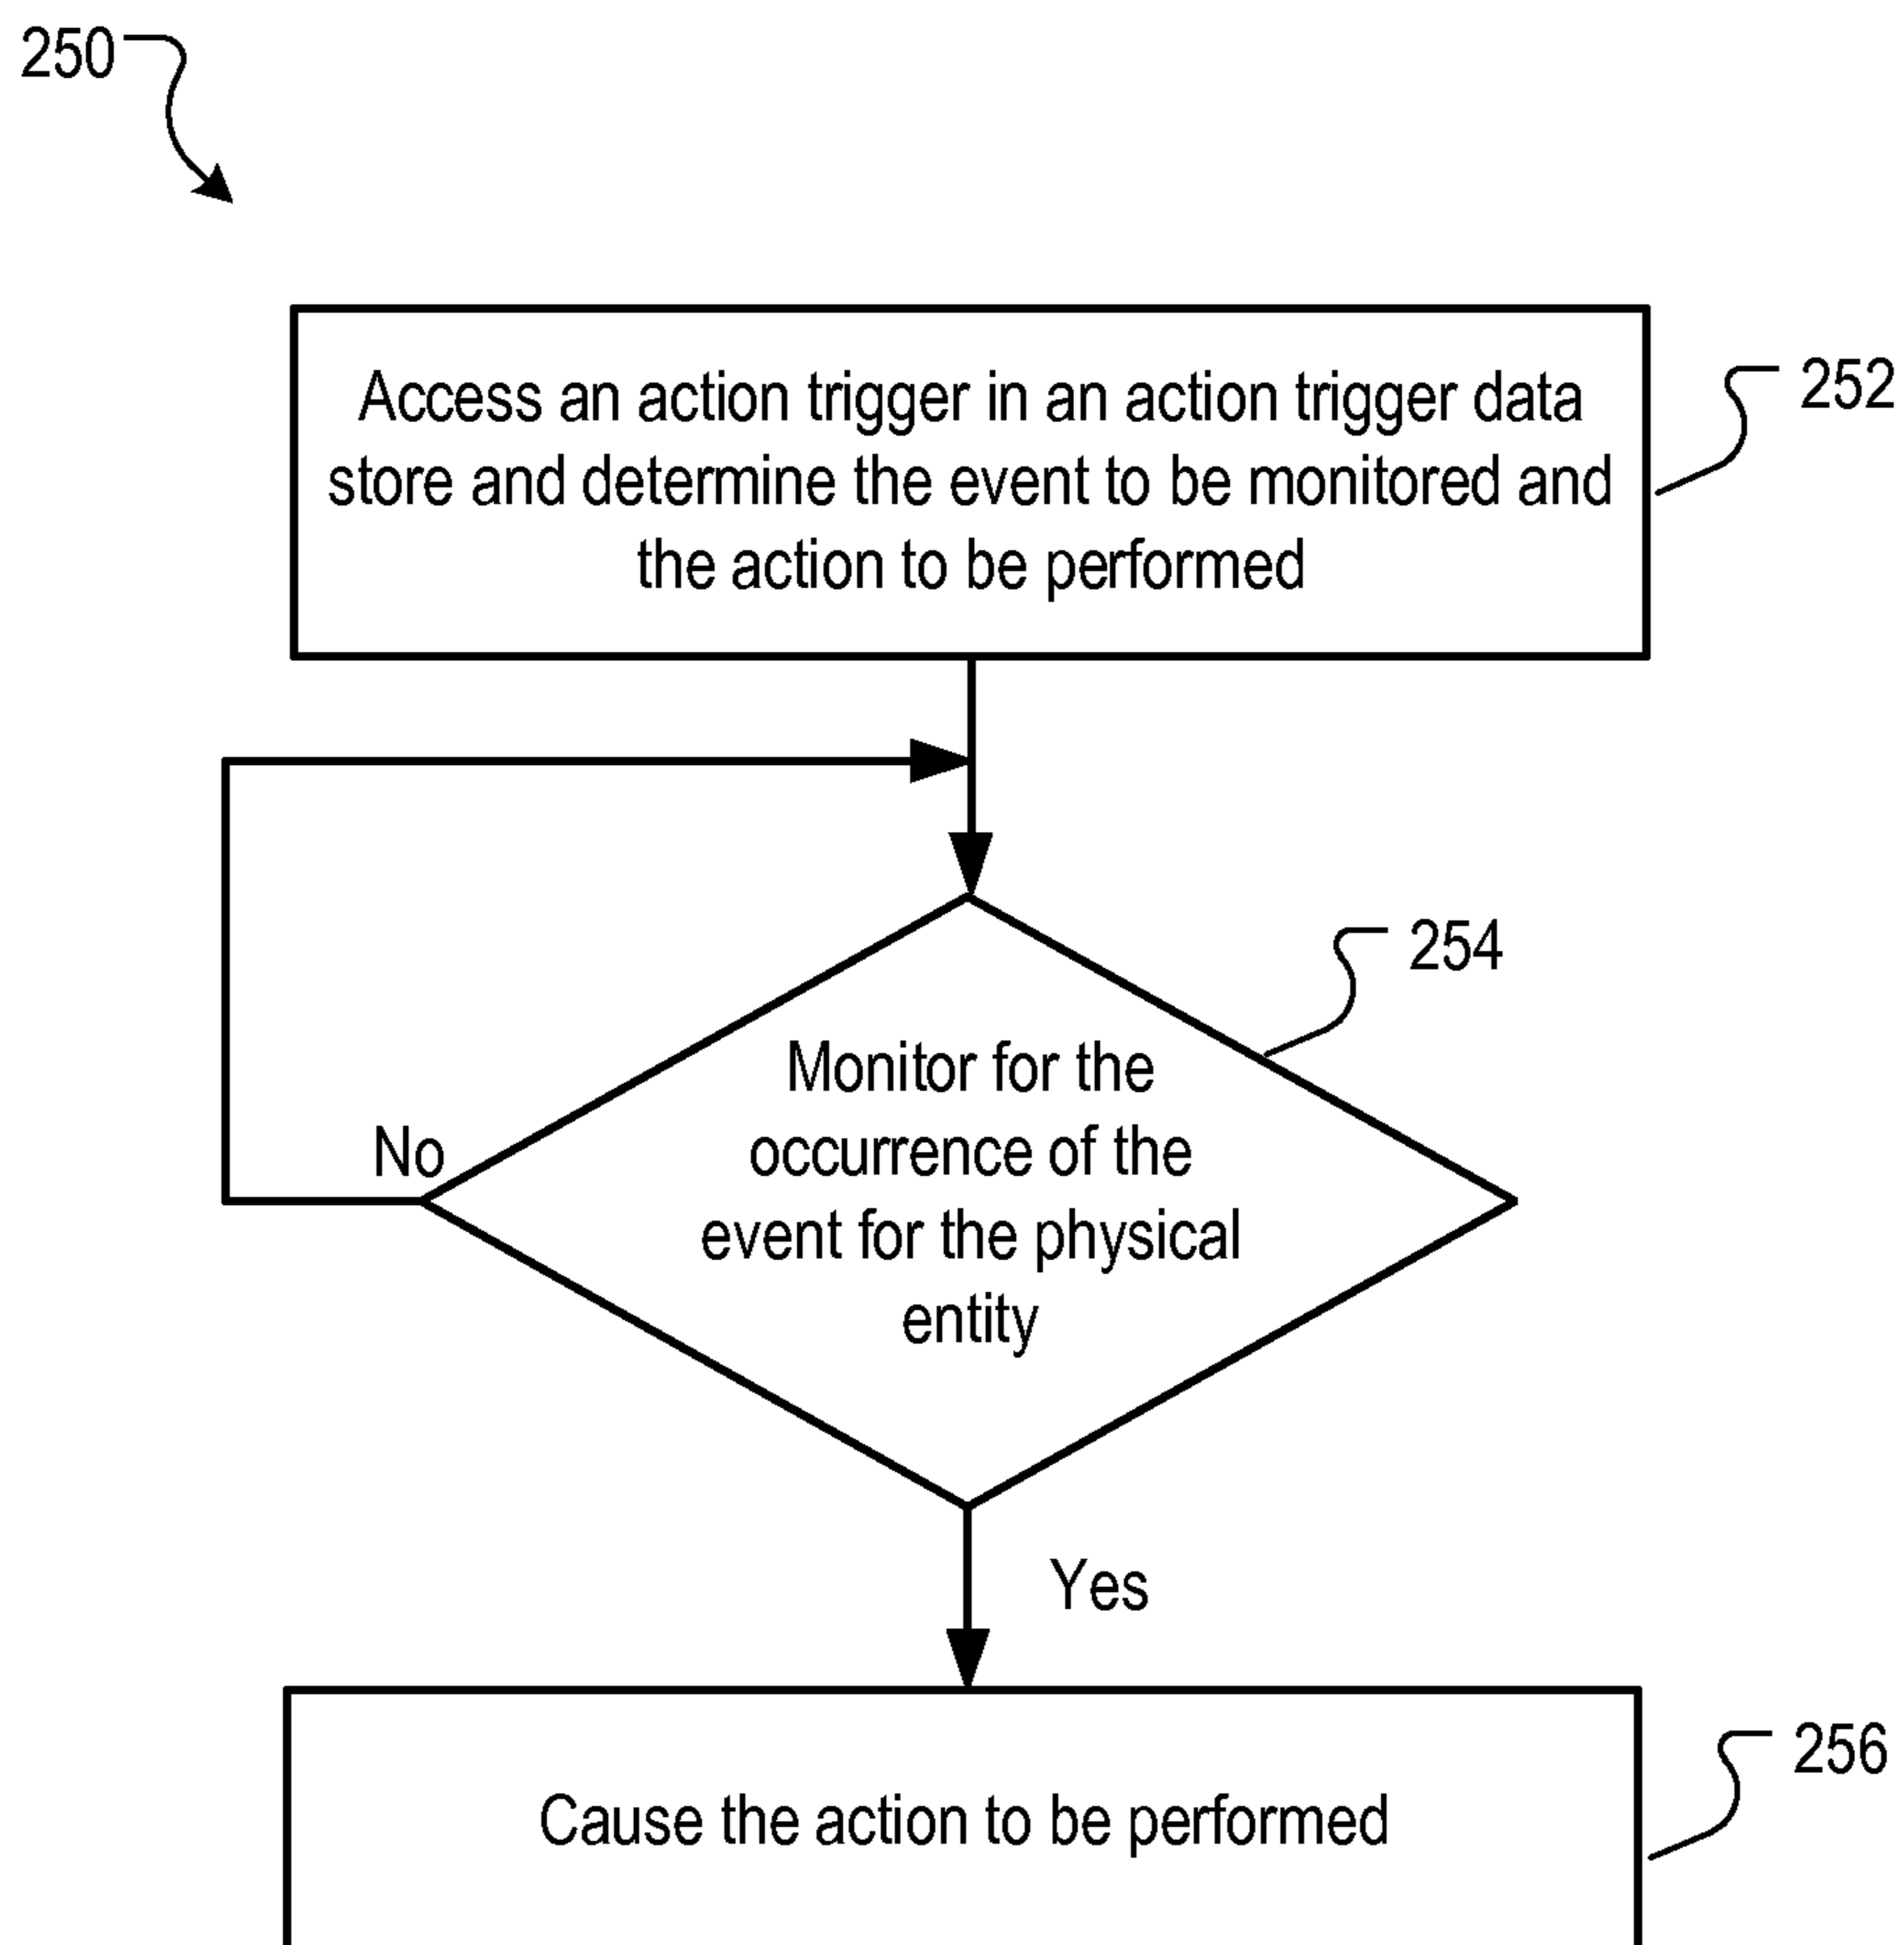 250
Access an action trigger in an action trigger data
store and determine the event to be monitored and
the action to be performed
252
254
Monitor for the
occurrence of the
event for the physical
entity
No
Yes
256
Cause the action to be performed